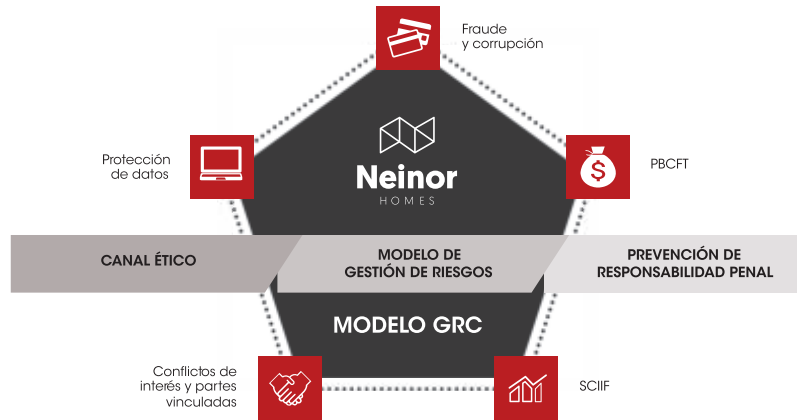 Fraude
y corrupción
Protección
de datos
PBCFT
Neinor
HOMES
CANAL ÉTICO
MODELO DE
GESTIÓN DE RIESGOS
PREVENCIÓN DE
RESPONSABILIDAD PENAL
MODELO GRC
Conflictos de
interés y partes
vinculadas
SCIIF